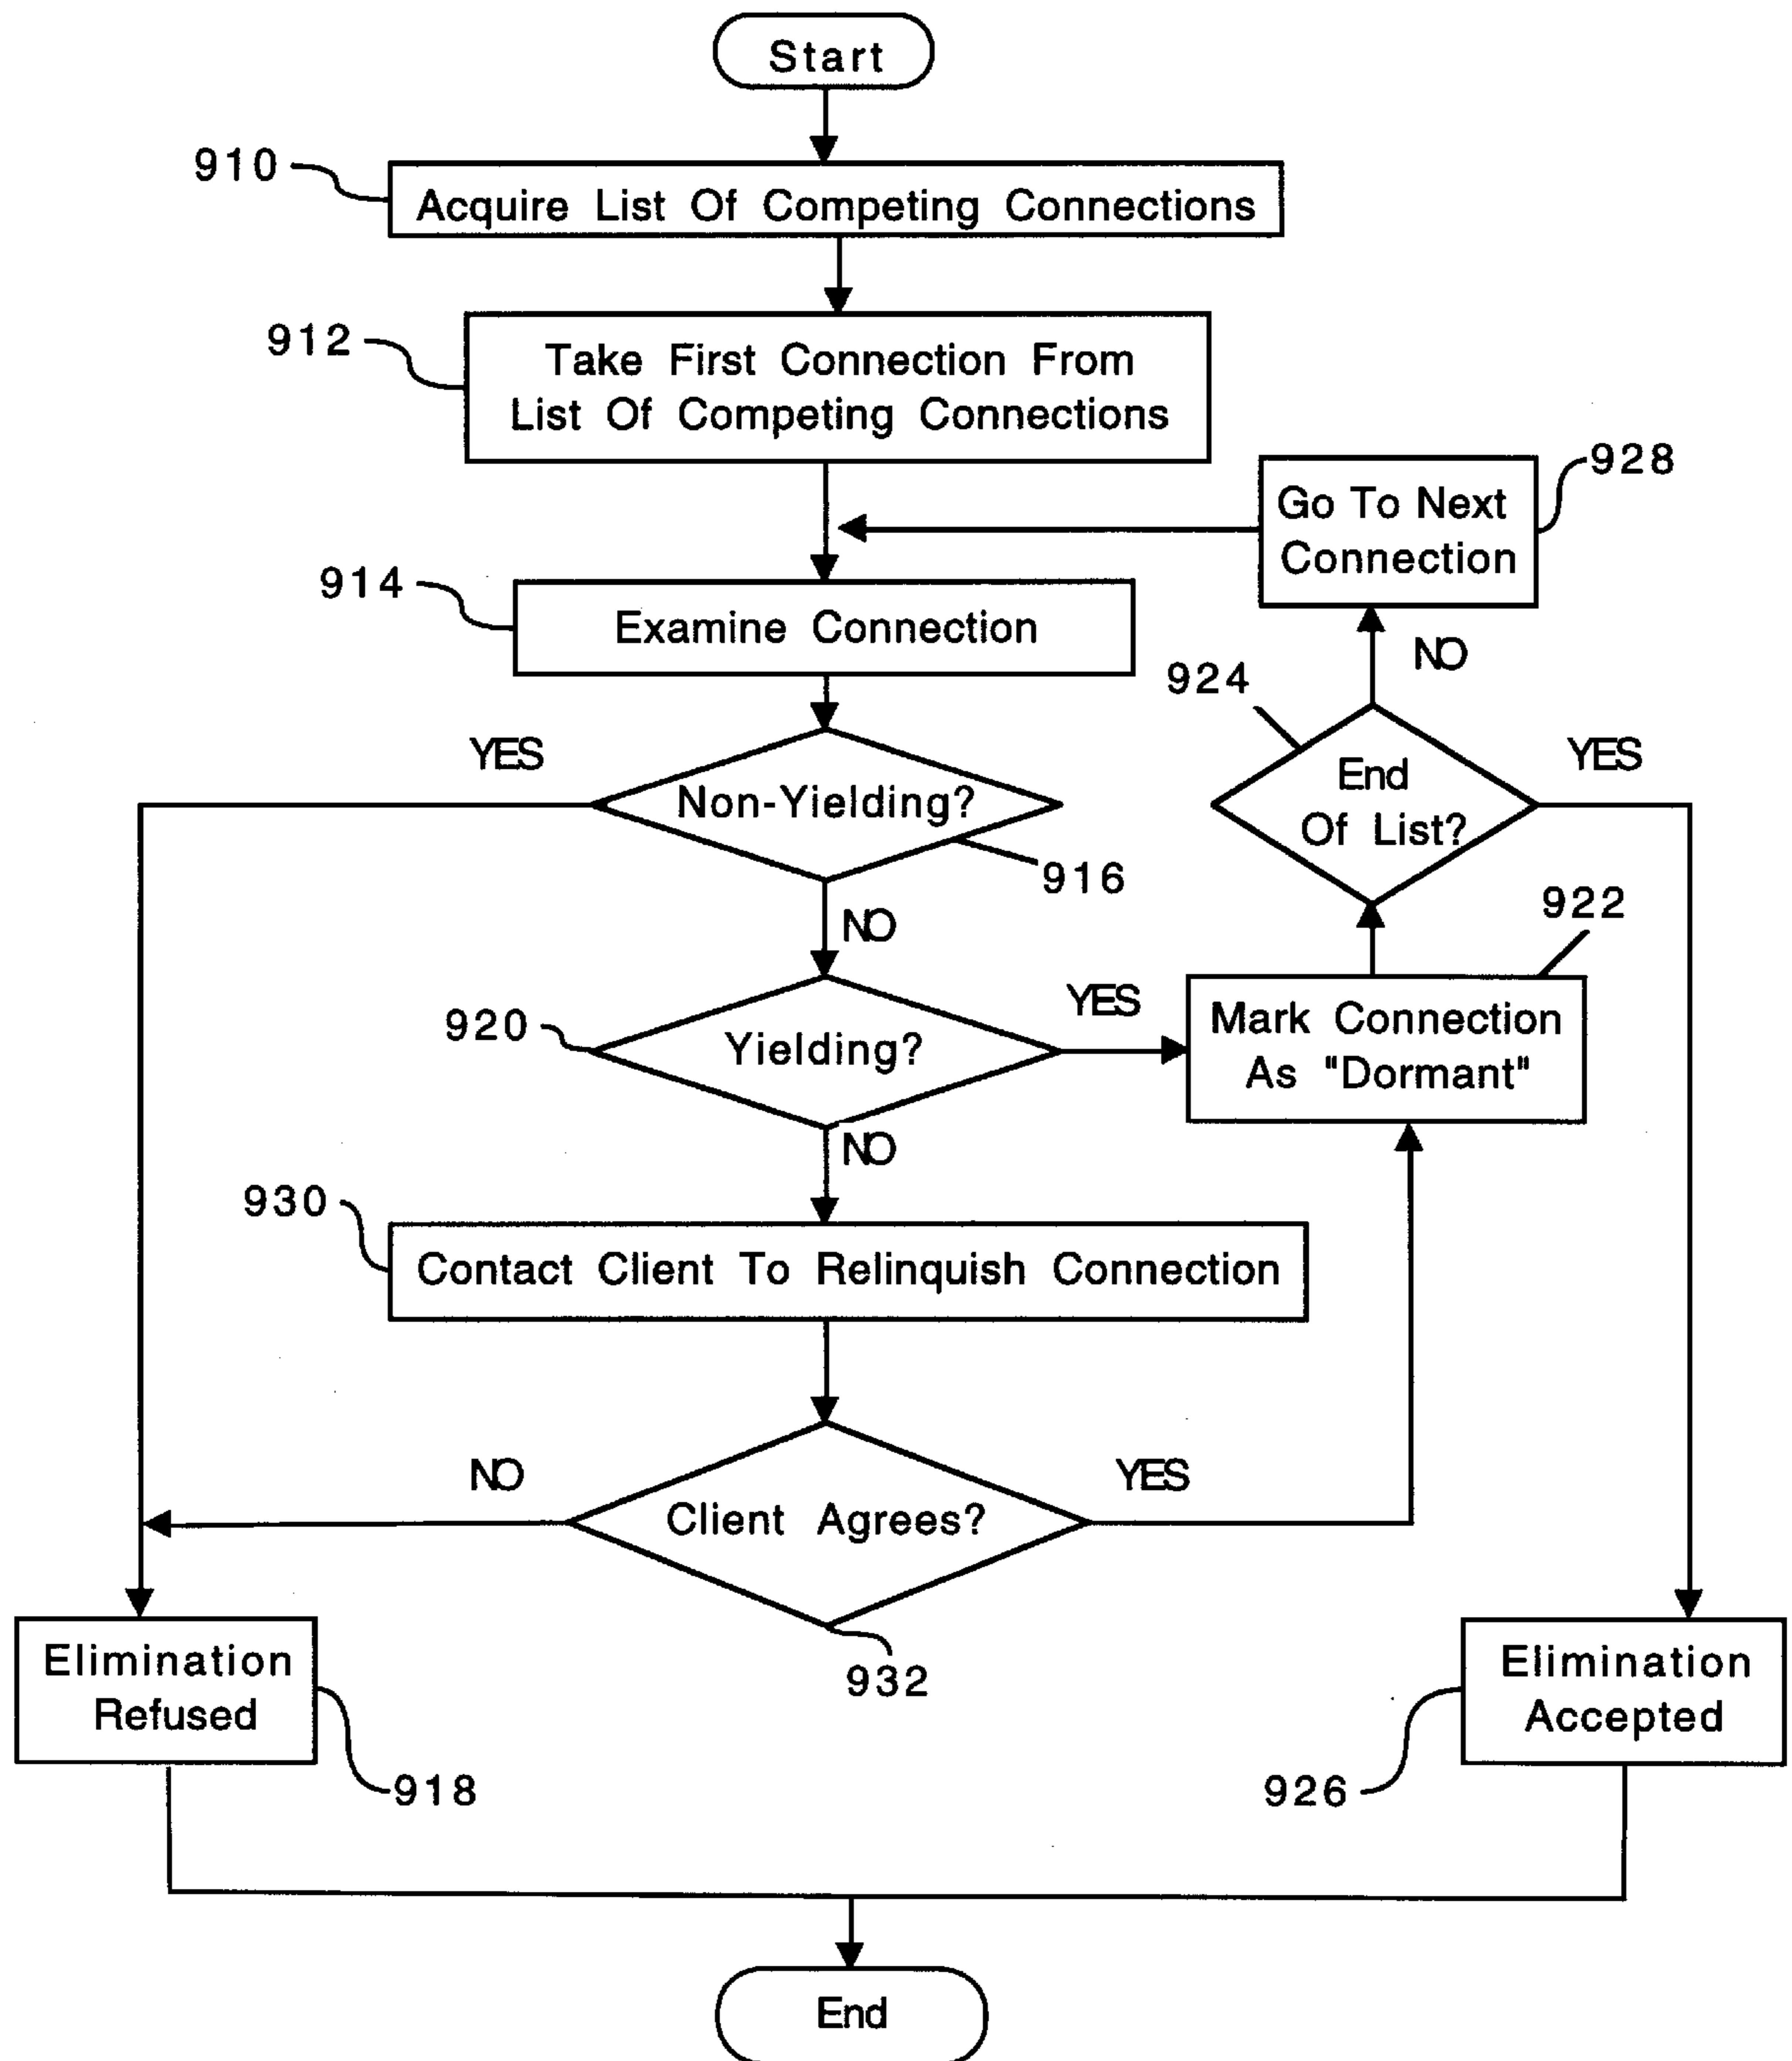 Start
910
Acquire List Of Competing Connections
912
Take First Connection From
List Of Competing Connections
928
Go To Next
Connection
914
Examine Connection
NO
924
YES
Non-Yielding?
916
End
Of List?
YES
NO
922
920
Yielding?
YES
Mark Connection
As "Dormant"
NO
930
Contact Client To Relinquish Connection
NO
Client Agrees?
YES
932
Elimination
Refused
918
Elimination
Accepted
926
End